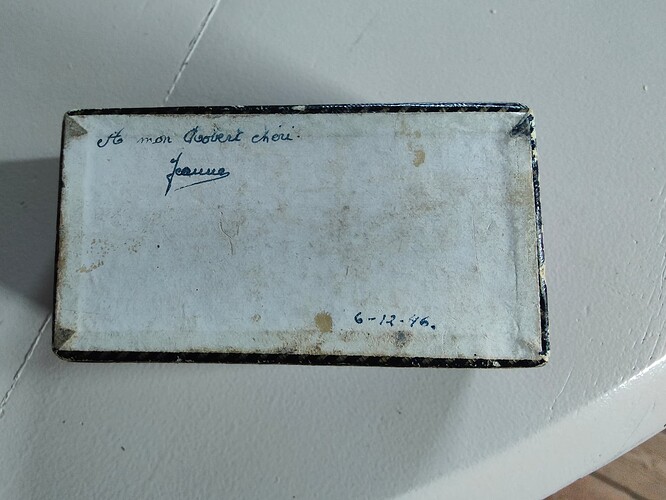 A mon Robert chéri.
Jeanne
6-12-46.